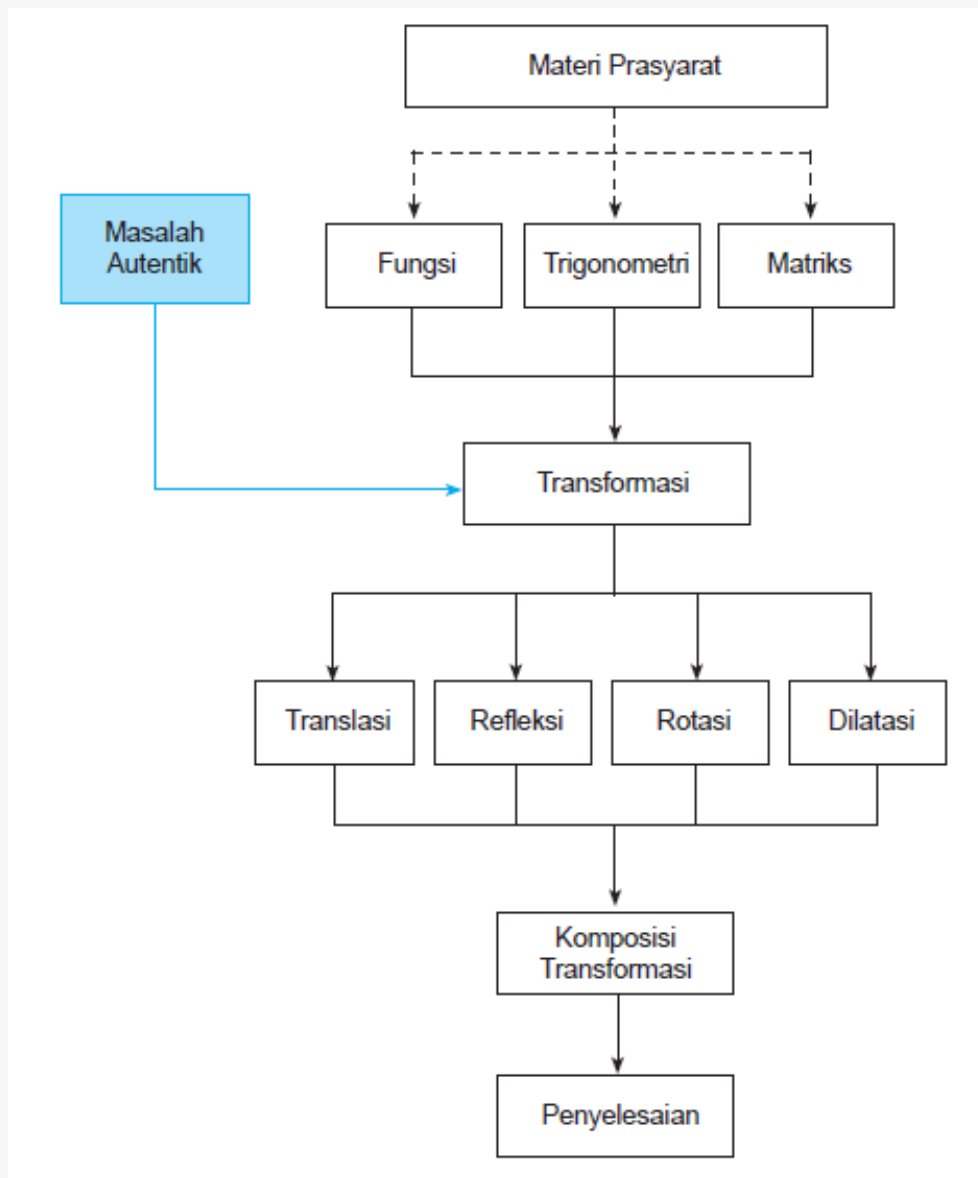 Materi Prasyarat
Masalah
Autentik
Fungsi
Trigonometri
Matriks
Transformasi
Translasi
Refleksi
Rotasi
Dilatasi
Komposisi
Transformasi
Penyelesaian